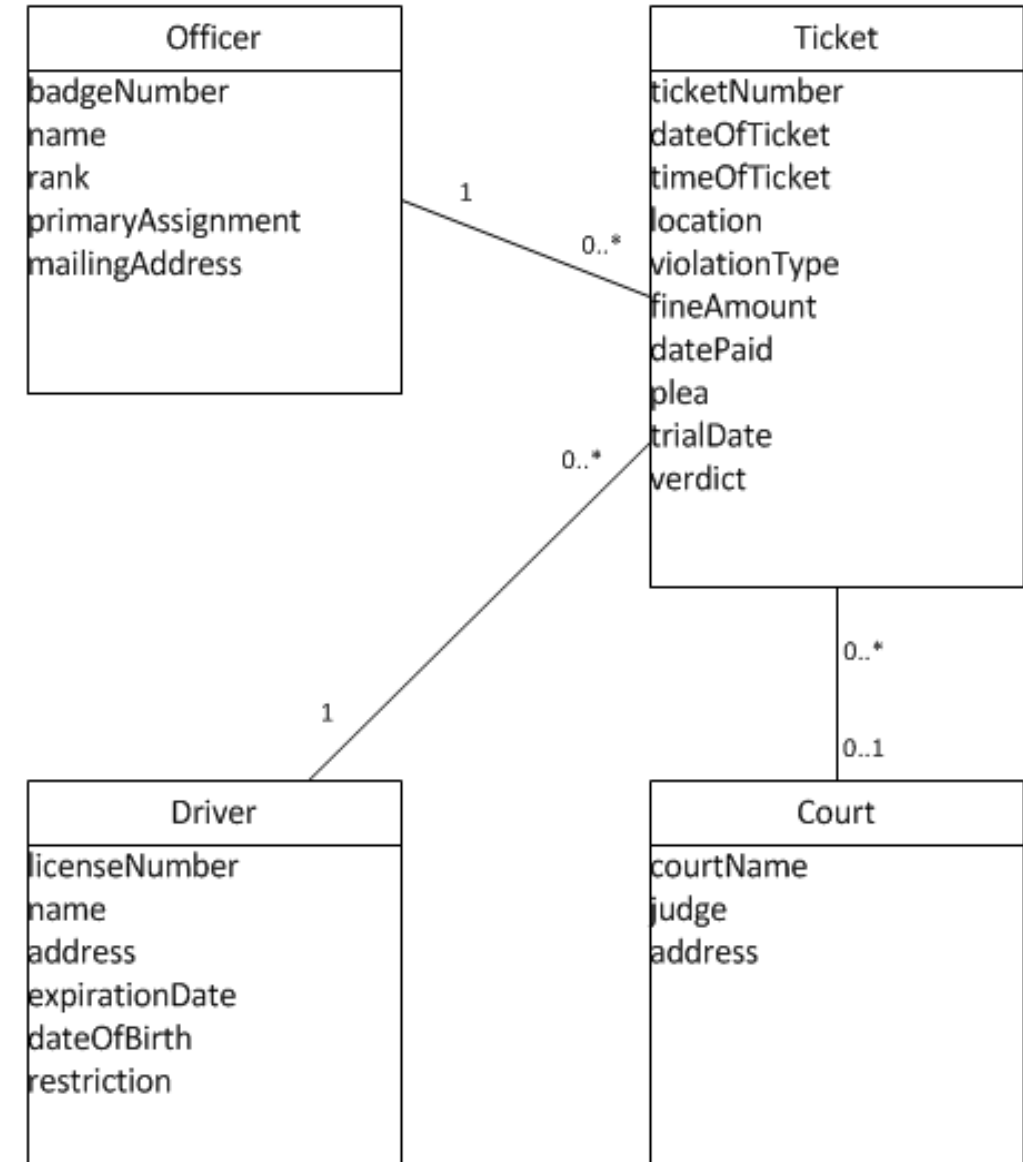 Officer
badgeNumber
name
rank
primaryAssignment
mailingAddress
Ticket
ticketNumber
dateOfTicket
timeOfTicket
location
violationType
fineAmount
datePaid
plea
trialDate
verdict
1
0..*
0..*
1
0..*
0..1
Driver
licenseNumber
name
address
expirationDate
dateOfBirth
restriction
Court
courtName
judge
address